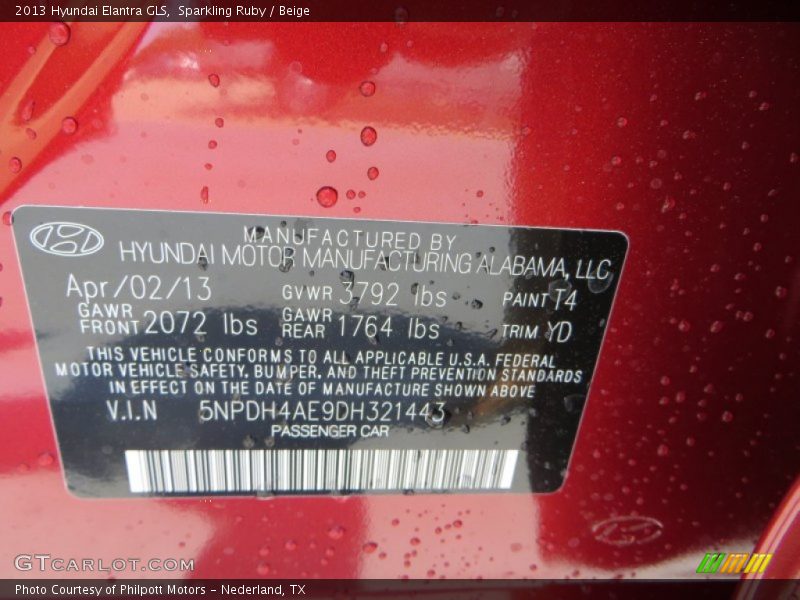 2013 Hyundai Elantra GLS, Sparkling Ruby / Beige
MANUFACTURED BY
HYUNDAI MOTOR MANUFACTURING ALABAMA, LLC
Apr/02/13 GVWR 3792 lbs PAINT T4
GAWR FRONT 2072 lbs GAWR REAR 1764 lbs TRIM YD
THIS VEHICLE CONFORMS TO ALL APPLICABLE U.S.A. FEDERAL
MOTOR VEHICLE SAFETY, BUMPER, AND THEFT PREVENTION STANDARDS
IN EFFECT ON THE DATE OF MANUFACTURE SHOWN ABOVE
V.I.N 5NPDH4AE9DH321443
PASSENGER CAR
GTCARLOT.COM
Photo Courtesy of Philpott Motors - Nederland, TX